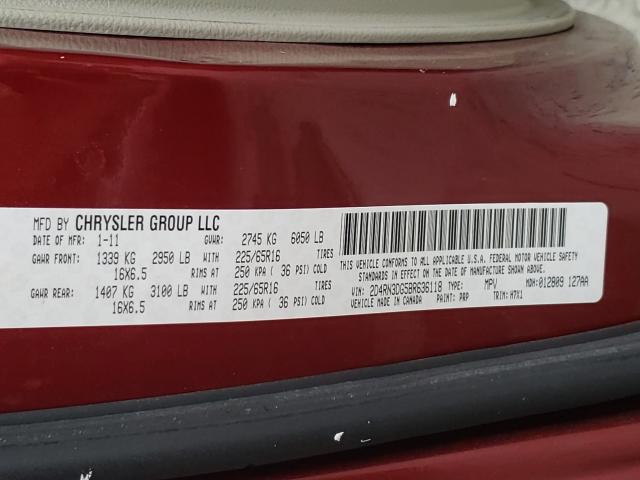 MFD BY CHRYSLER GROUP LLC
DATE OF MFR: 1-11 GVWR: 2745 KG 6050 LB
GAWR FRONT: 1339 KG 2950 LB WITH 225/65R16 TIRES
16X6.5 RIMS AT 250 KPA ( 36 PSI) COLD
GAWR REAR: 1407 KG 3100 LB WITH 225/65R16 TIRES
16X6.5 RIMS AT 250 KPA ( 36 PSI) COLD
THIS VEHICLE CONFORMS TO ALL APPLICABLE U.S.A. FEDERAL MOTOR VEHICLE SAFETY
STANDARDS IN EFFECT ON THE DATE OF MANUFACTURE SHOWN ABOVE.
VIN: 2D4RN3DG5BR636118 TYPE: MPV MDH: 012809 127AA
VEHICLE MADE IN CANADA PAINT: PRP TRIM: H7X1